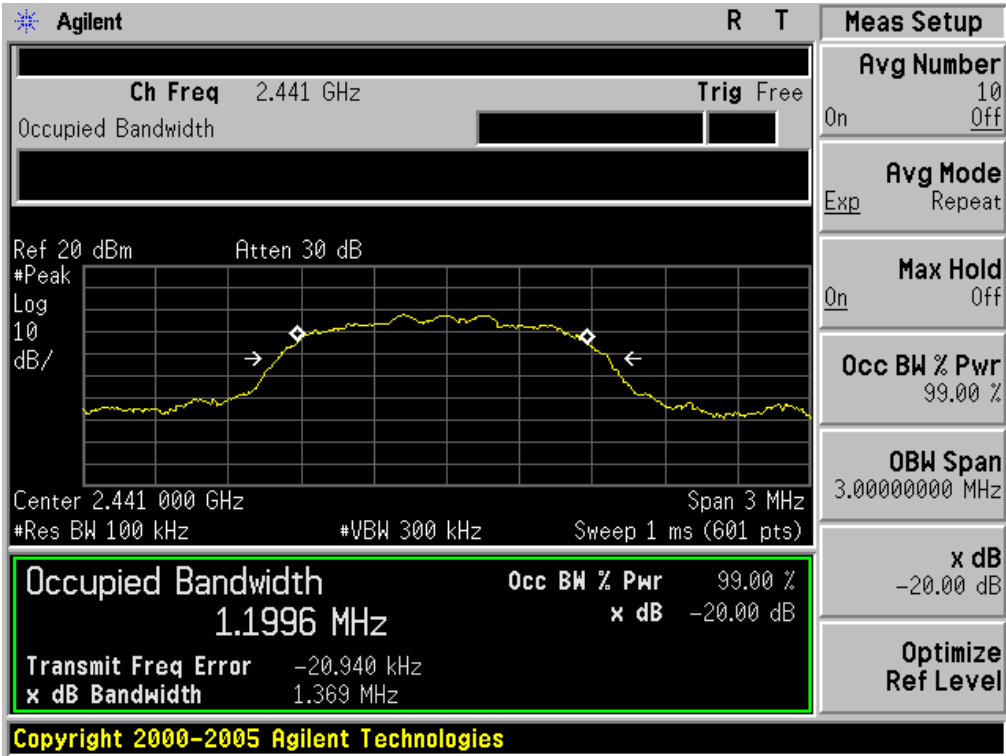 Agilent R T
Ch Freq 2.441 GHz Trig Free
Occupied Bandwidth
Ref 20 dBm Atten 30 dB
#Peak
Log
10
dB/
Center 2.441 000 GHz Span 3 MHz
#Res BW 100 kHz #VBW 300 kHz Sweep 1 ms (601 pts)
Occupied Bandwidth
1.1996 MHz
Occ BW % Pwr 99.00 %
x dB -20.00 dB
Transmit Freq Error -20.940 kHz
x dB Bandwidth 1.369 MHz
Copyright 2000-2005 Agilent Technologies
Meas Setup
Avg Number
10
On Off
Avg Mode
Exp Repeat
Max Hold
On Off
Occ BW % Pwr
99.00 %
OBW Span
3.00000000 MHz
x dB
-20.00 dB
Optimize
Ref Level